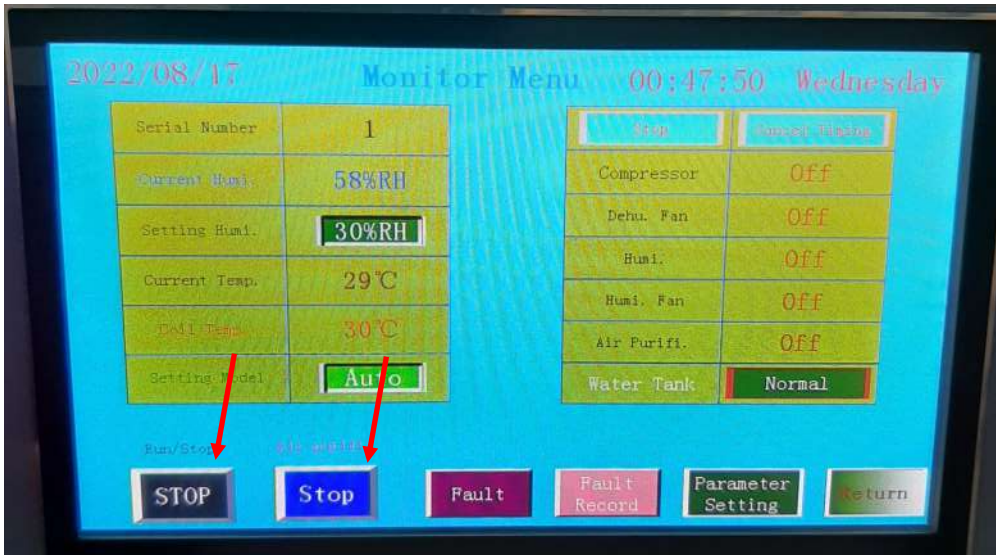 2022/08/17 Monitor Menu 00:47:50 Wednesday
Serial Number 1
Current Humi. 58%RH
Setting Humi. 30%RH
Current Temp. 29℃
Coil Temp. 30℃
Setting Model Auto
Stop Cancel Timing
Compressor Off
Dehu. Fan Off
Humi. Off
Humi. Fan Off
Air Purifi. Off
Water Tank Normal
Run/Stop
STOP
Stop
Fault
Fault
Record
Parameter
Setting
Return